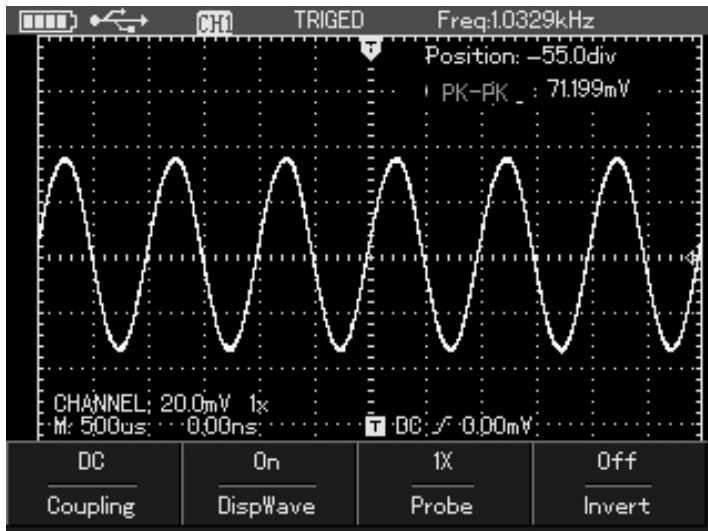 CH1 TRIGED Freq:1.0329kHz
T
Position: -55.0div
PK-PK : 71.199mV
CHANNEL: 20.0mV 1x
M: 500us 0.00ns T DC 0.00mV
DC On 1X Off
Coupling DispWave Probe Invert